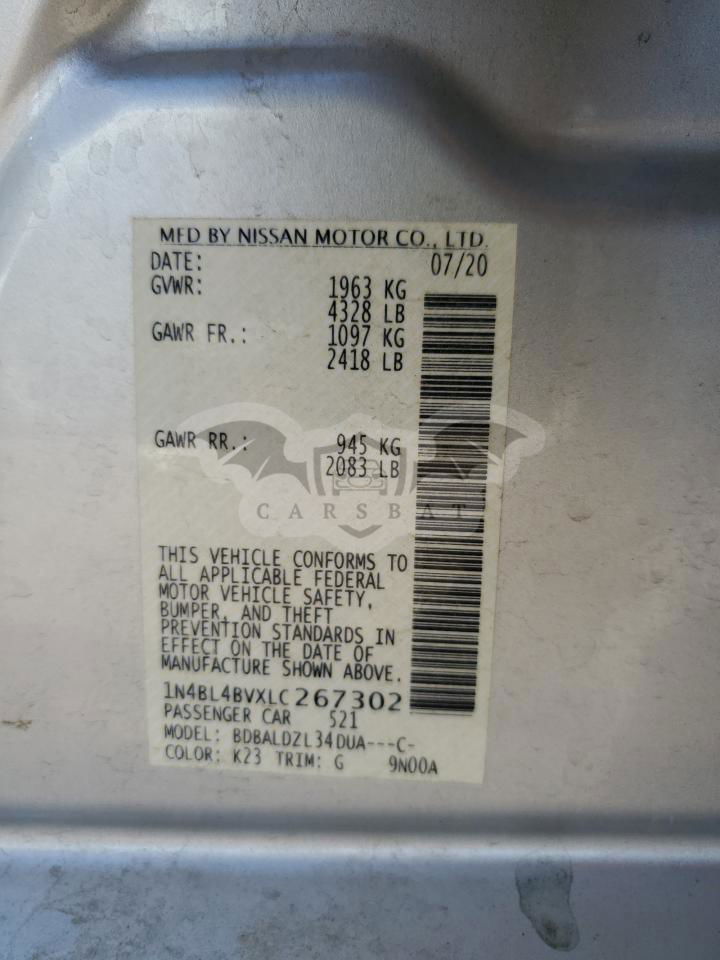 MFD BY NISSAN MOTOR CO., LTD.
DATE: 07/20
GVWR: 1963 KG
4328 LB
GAWR FR.: 1097 KG
2418 LB
GAWR RR.: 945 KG
2083 LB
CARSBAT
THIS VEHICLE CONFORMS TO
ALL APPLICABLE FEDERAL
MOTOR VEHICLE SAFETY,
BUMPER, AND THEFT
PREVENTION STANDARDS IN
EFFECT ON THE DATE OF
MANUFACTURE SHOWN ABOVE.
1N4BL4BVXLC267302
PASSENGER CAR 521
MODEL: BDBALDZL34DUA---C-
COLOR: K23 TRIM: G 9N00A